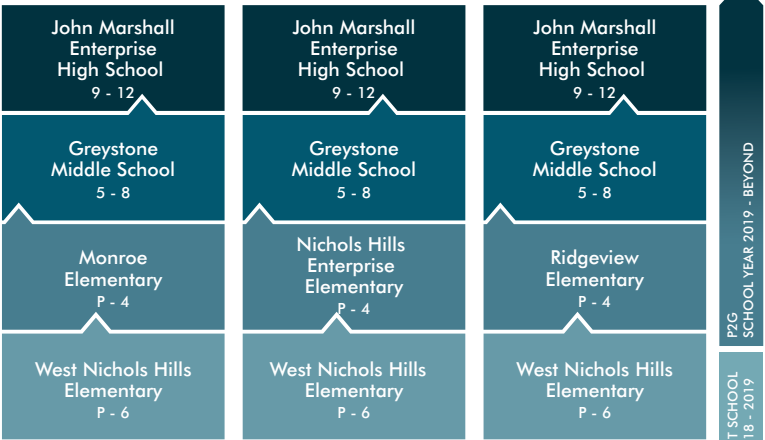 John Marshall
Enterprise
High School
9 - 12
Greystone
Middle School
5 - 8
Monroe
Elementary
P - 4
West Nichols Hills
Elementary
P - 6
John Marshall
Enterprise
High School
9 - 12
Greystone
Middle School
5 - 8
Nichols Hills
Enterprise
Elementary
P - 4
West Nichols Hills
Elementary
P - 6
John Marshall
Enterprise
High School
9 - 12
Greystone
Middle School
5 - 8
Ridgeview
Elementary
P - 4
West Nichols Hills
Elementary
P - 6
P2G
SCHOOL YEAR 2019 - BEYOND
T SCHOOL
18 - 2019